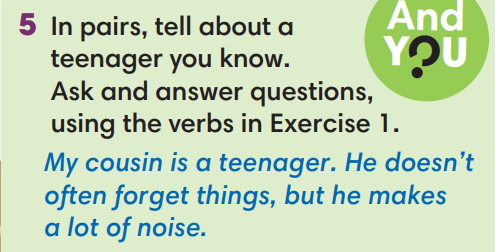 5 In pairs, tell about a
teenager you know.
Ask and answer questions,
using the verbs in Exercise 1.
My cousin is a teenager. He doesn't
often forget things, but he makes
a lot of noise.
And
Y?U